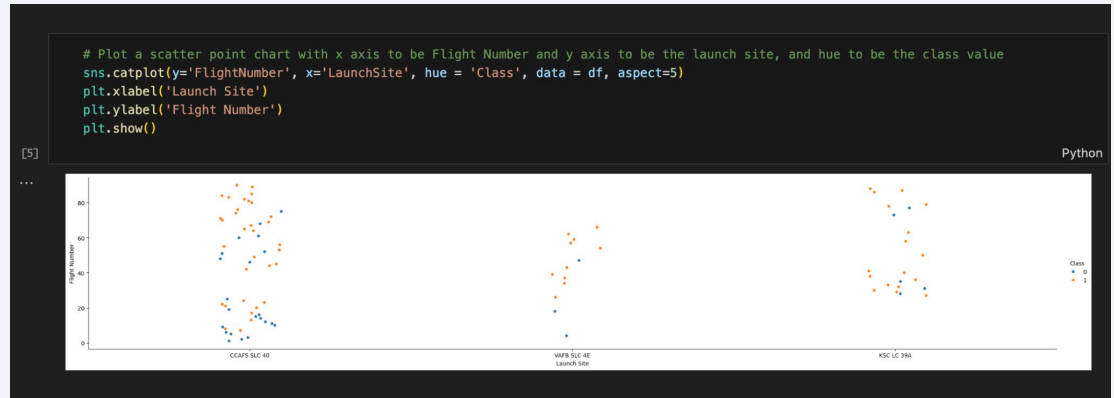 # Plot a scatter point chart with x axis to be Flight Number and y axis to be the launch site, and hue to be the class value
sns.catplot(y='FlightNumber', x='LaunchSite', hue = 'Class', data = df, aspect=5)
plt.xlabel('Launch Site')
plt.ylabel('Flight Number')
plt.show()
[5]
Python
...
80
60
40
20
0
Flight Number
CCAFS SLC 40
VAFB SLC 4E
KSC LC 39A
Launch Site
Class
0
1